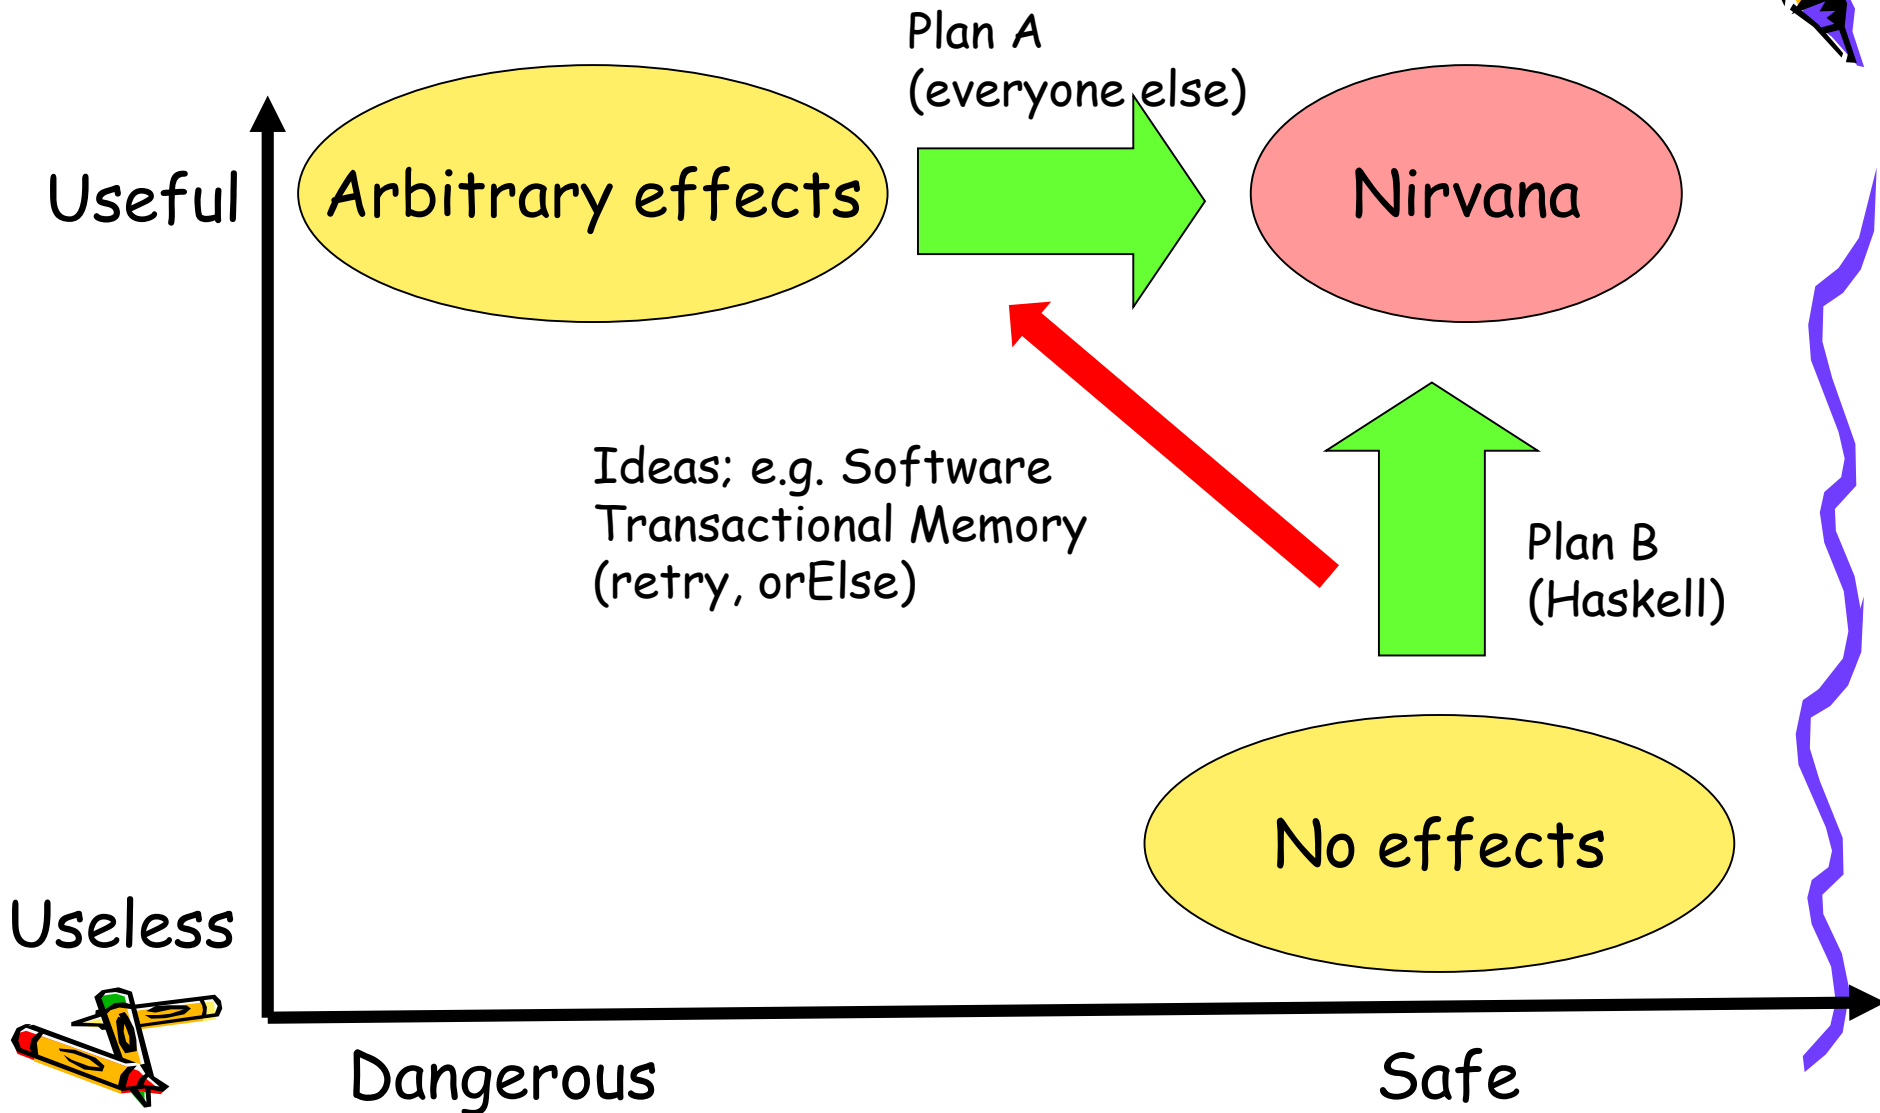 Plan A
(everyone else)
Useful
Arbitrary effects
Nirvana
Ideas; e.g. Software
Transactional Memory
(retry, orElse)
Plan B
(Haskell)
No effects
Useless
Dangerous
Safe